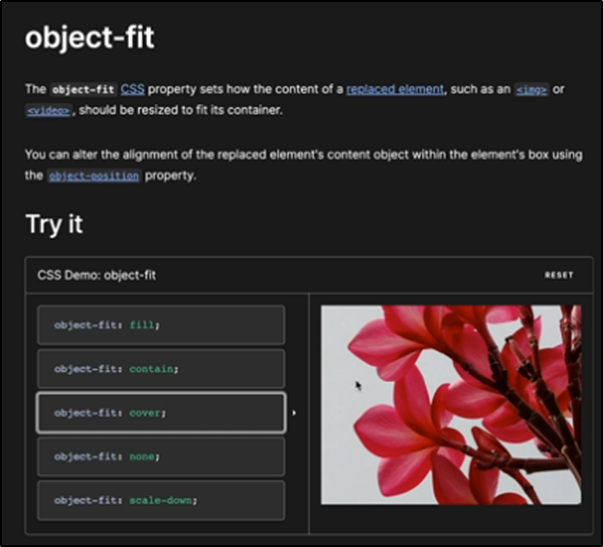 object-fit
The object-fit CSS property sets how the content of a replaced element, such as an <img> or
<video>, should be resized to fit its container.
You can alter the alignment of the replaced element's content object within the element's box using
the object-position property.
Try it
CSS Demo: object-fit
RESET
object-fit: fill;
object-fit: contain;
object-fit: cover;
object-fit: none;
object-fit: scale-down;